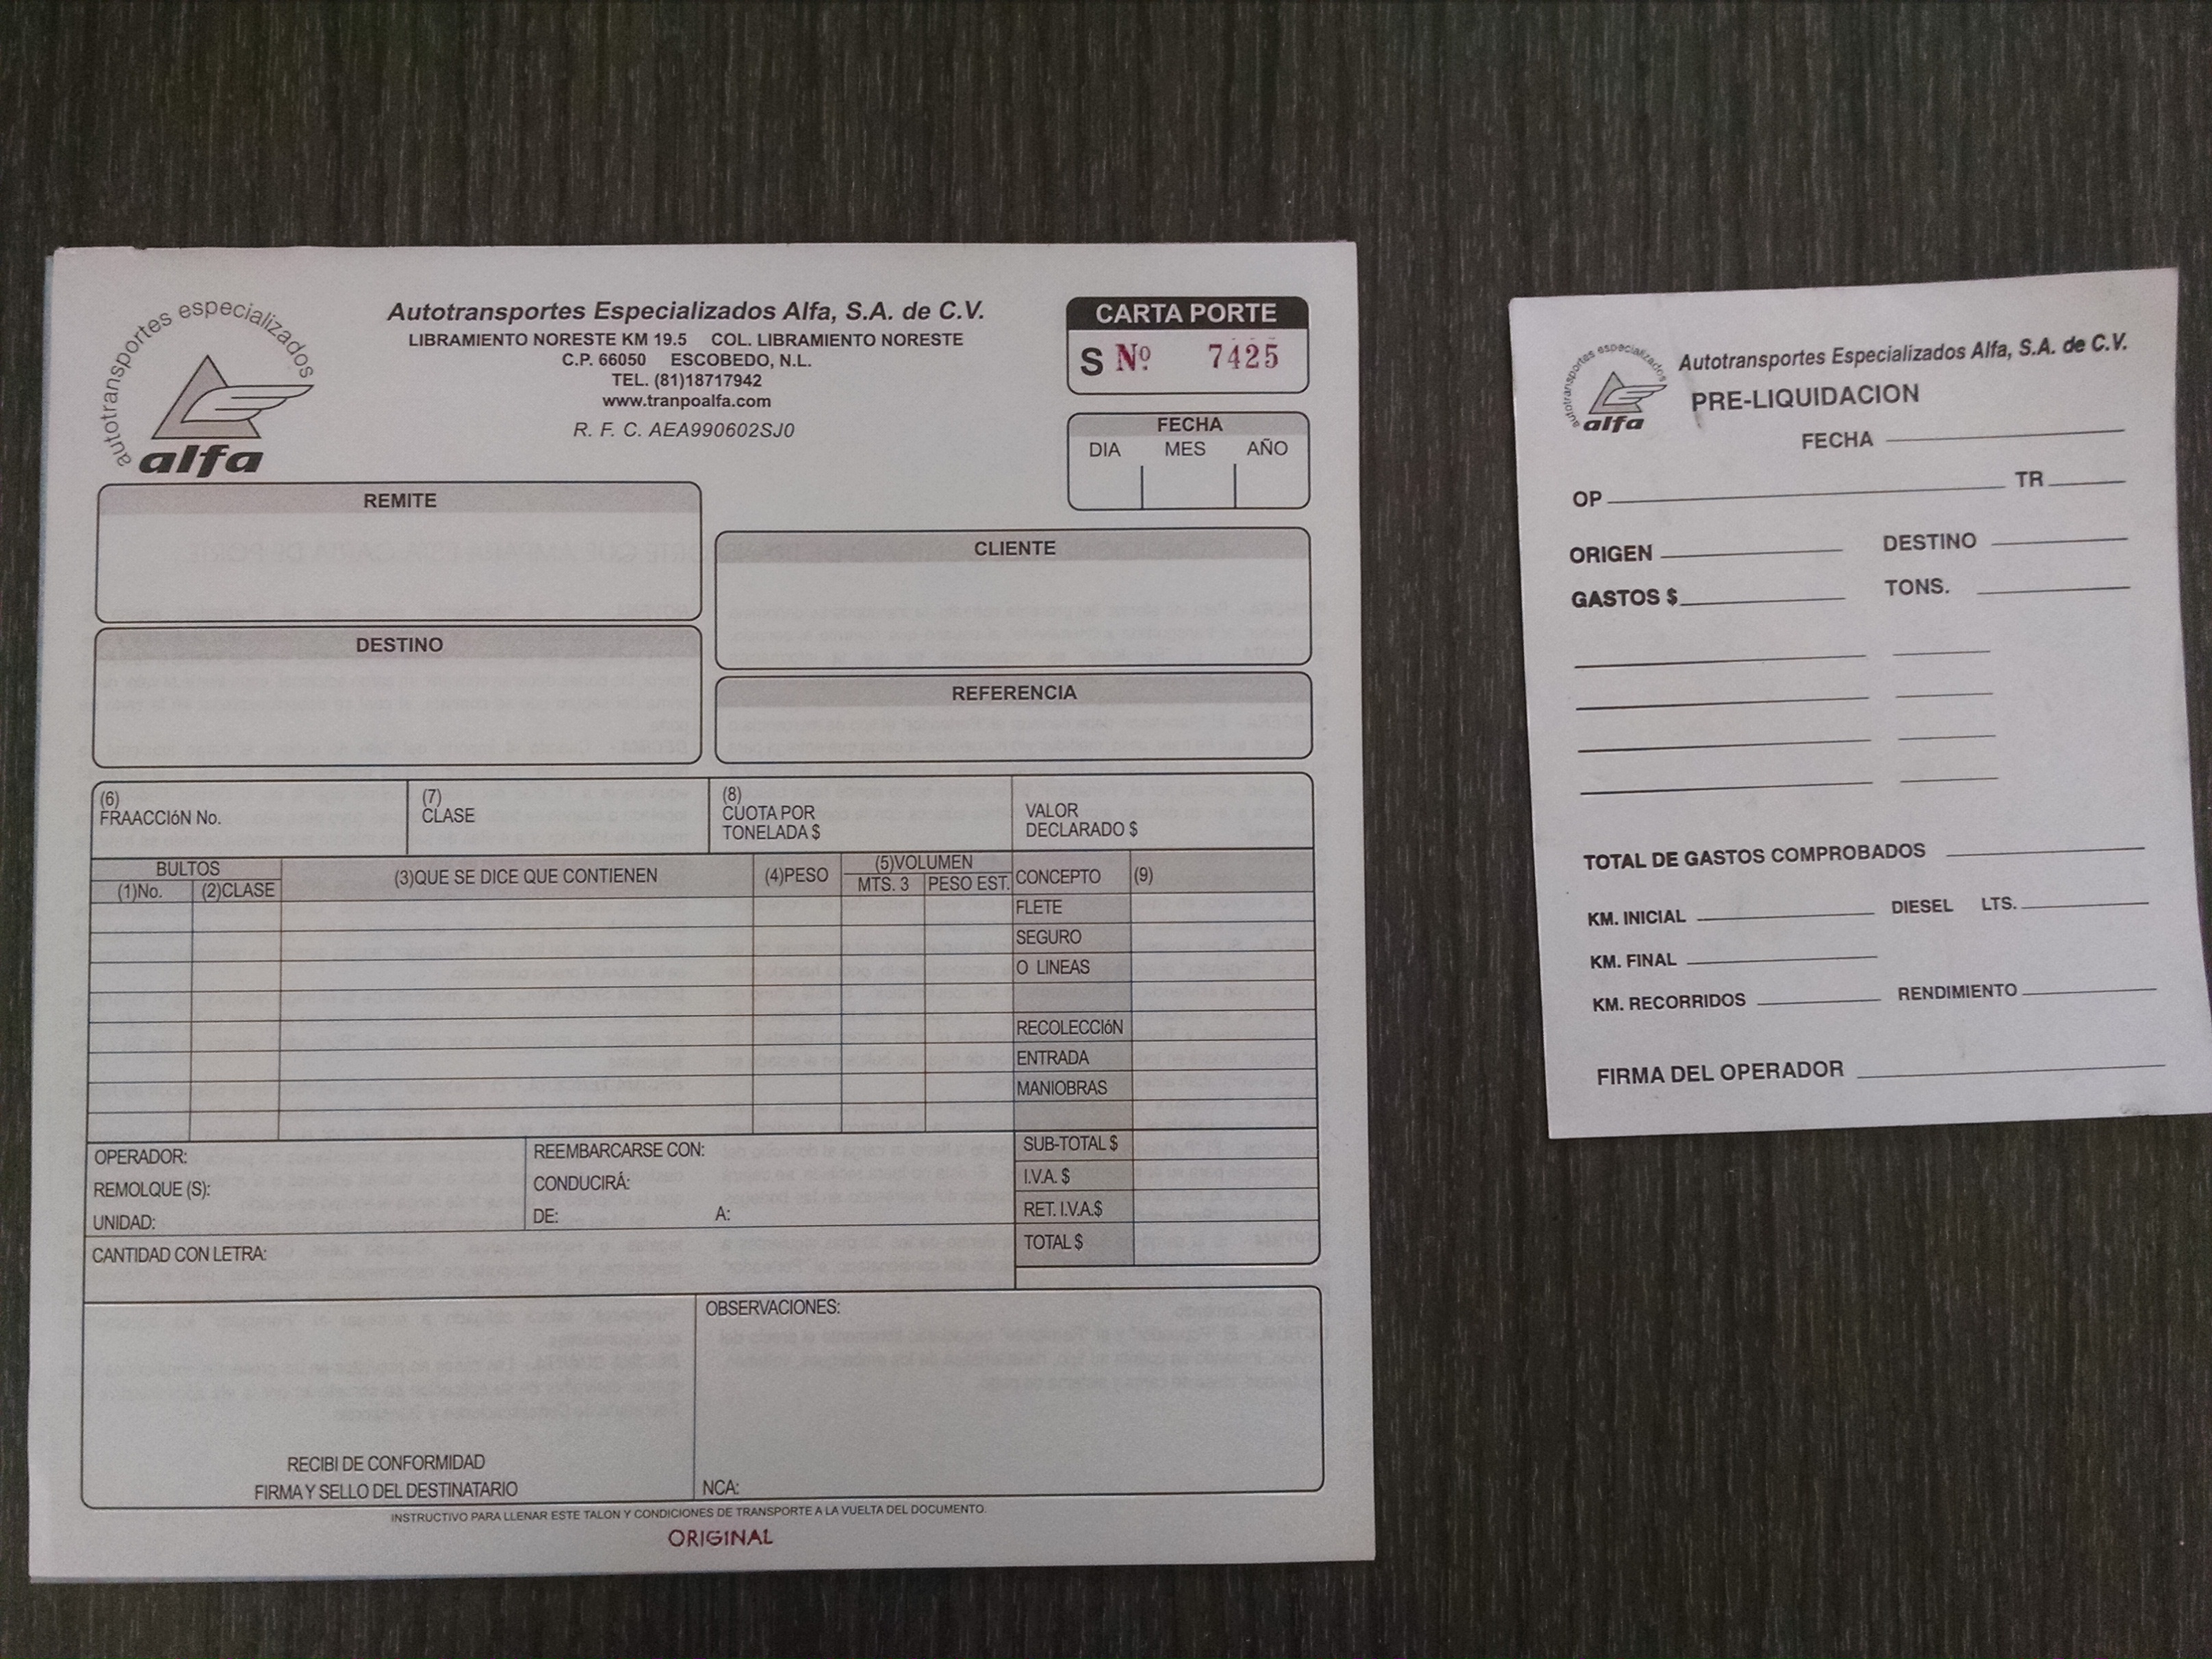 autotransportes especializados
alfa
Autotransportes Especializados Alfa, S.A. de C.V.
LIBRAMIENTO NORESTE KM 19.5 COL. LIBRAMIENTO NORESTE
C.P. 66050 ESCOBEDO, N.L.
TEL. (81)18717942
www.tranpoalfa.com
R. F. C. AEA990602SJ0
CARTA PORTE
S Nº 7425
FECHA
DIA MES AÑO
REMITE
CLIENTE
DESTINO
REFERENCIA
(6)
FRAACCIóN No.
(7)
CLASE
(8)
CUOTA POR
TONELADA $
VALOR
DECLARADO $
BULTOS
(1)No. (2)CLASE
(3)QUE SE DICE QUE CONTIENEN
(4)PESO
(5)VOLUMEN
MTS. 3 PESO EST.
CONCEPTO (9)
FLETE
SEGURO
O LINEAS
RECOLECCIóN
ENTRADA
MANIOBRAS
SUB-TOTAL $
I.V.A. $
RET. I.V.A.$
TOTAL $
OPERADOR:
REMOLQUE (S):
UNIDAD:
REEMBARCARSE CON:
CONDUCIRÁ:
DE: A:
CANTIDAD CON LETRA:
OBSERVACIONES:
RECIBI DE CONFORMIDAD
FIRMA Y SELLO DEL DESTINATARIO
NCA:
INSTRUCTIVO PARA LLENAR ESTE TALON Y CONDICIONES DE TRANSPORTE A LA VUELTA DEL DOCUMENTO.
ORIGINAL
autotransportes especializados
alfa
Autotransportes Especializados Alfa, S.A. de C.V.
PRE-LIQUIDACION
FECHA
OP TR
ORIGEN DESTINO
GASTOS $ TONS.
TOTAL DE GASTOS COMPROBADOS
KM. INICIAL DIESEL LTS.
KM. FINAL
KM. RECORRIDOS RENDIMIENTO
FIRMA DEL OPERADOR